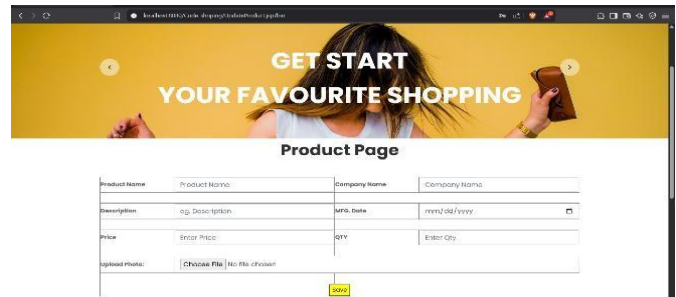 GET START
YOUR FAVOURITE SHOPPING
Product Page
Product Name Product Name Company Name Company Name
Description eg. Description MFG. Date mm/dd/yyyy
Price Enter Price QTY Enter Qty
Upload Photo: Choose File No file chosen
Save